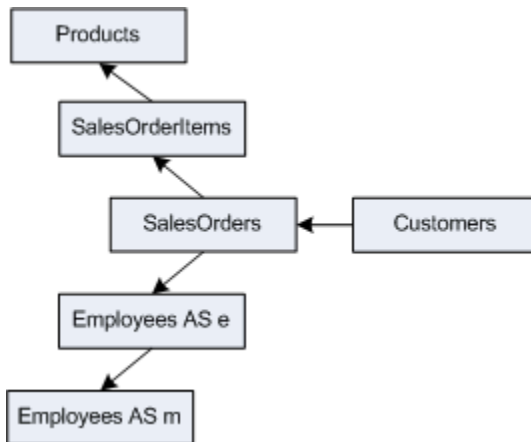 Products
SalesOrderItems
SalesOrders
Customers
Employees AS e
Employees AS m